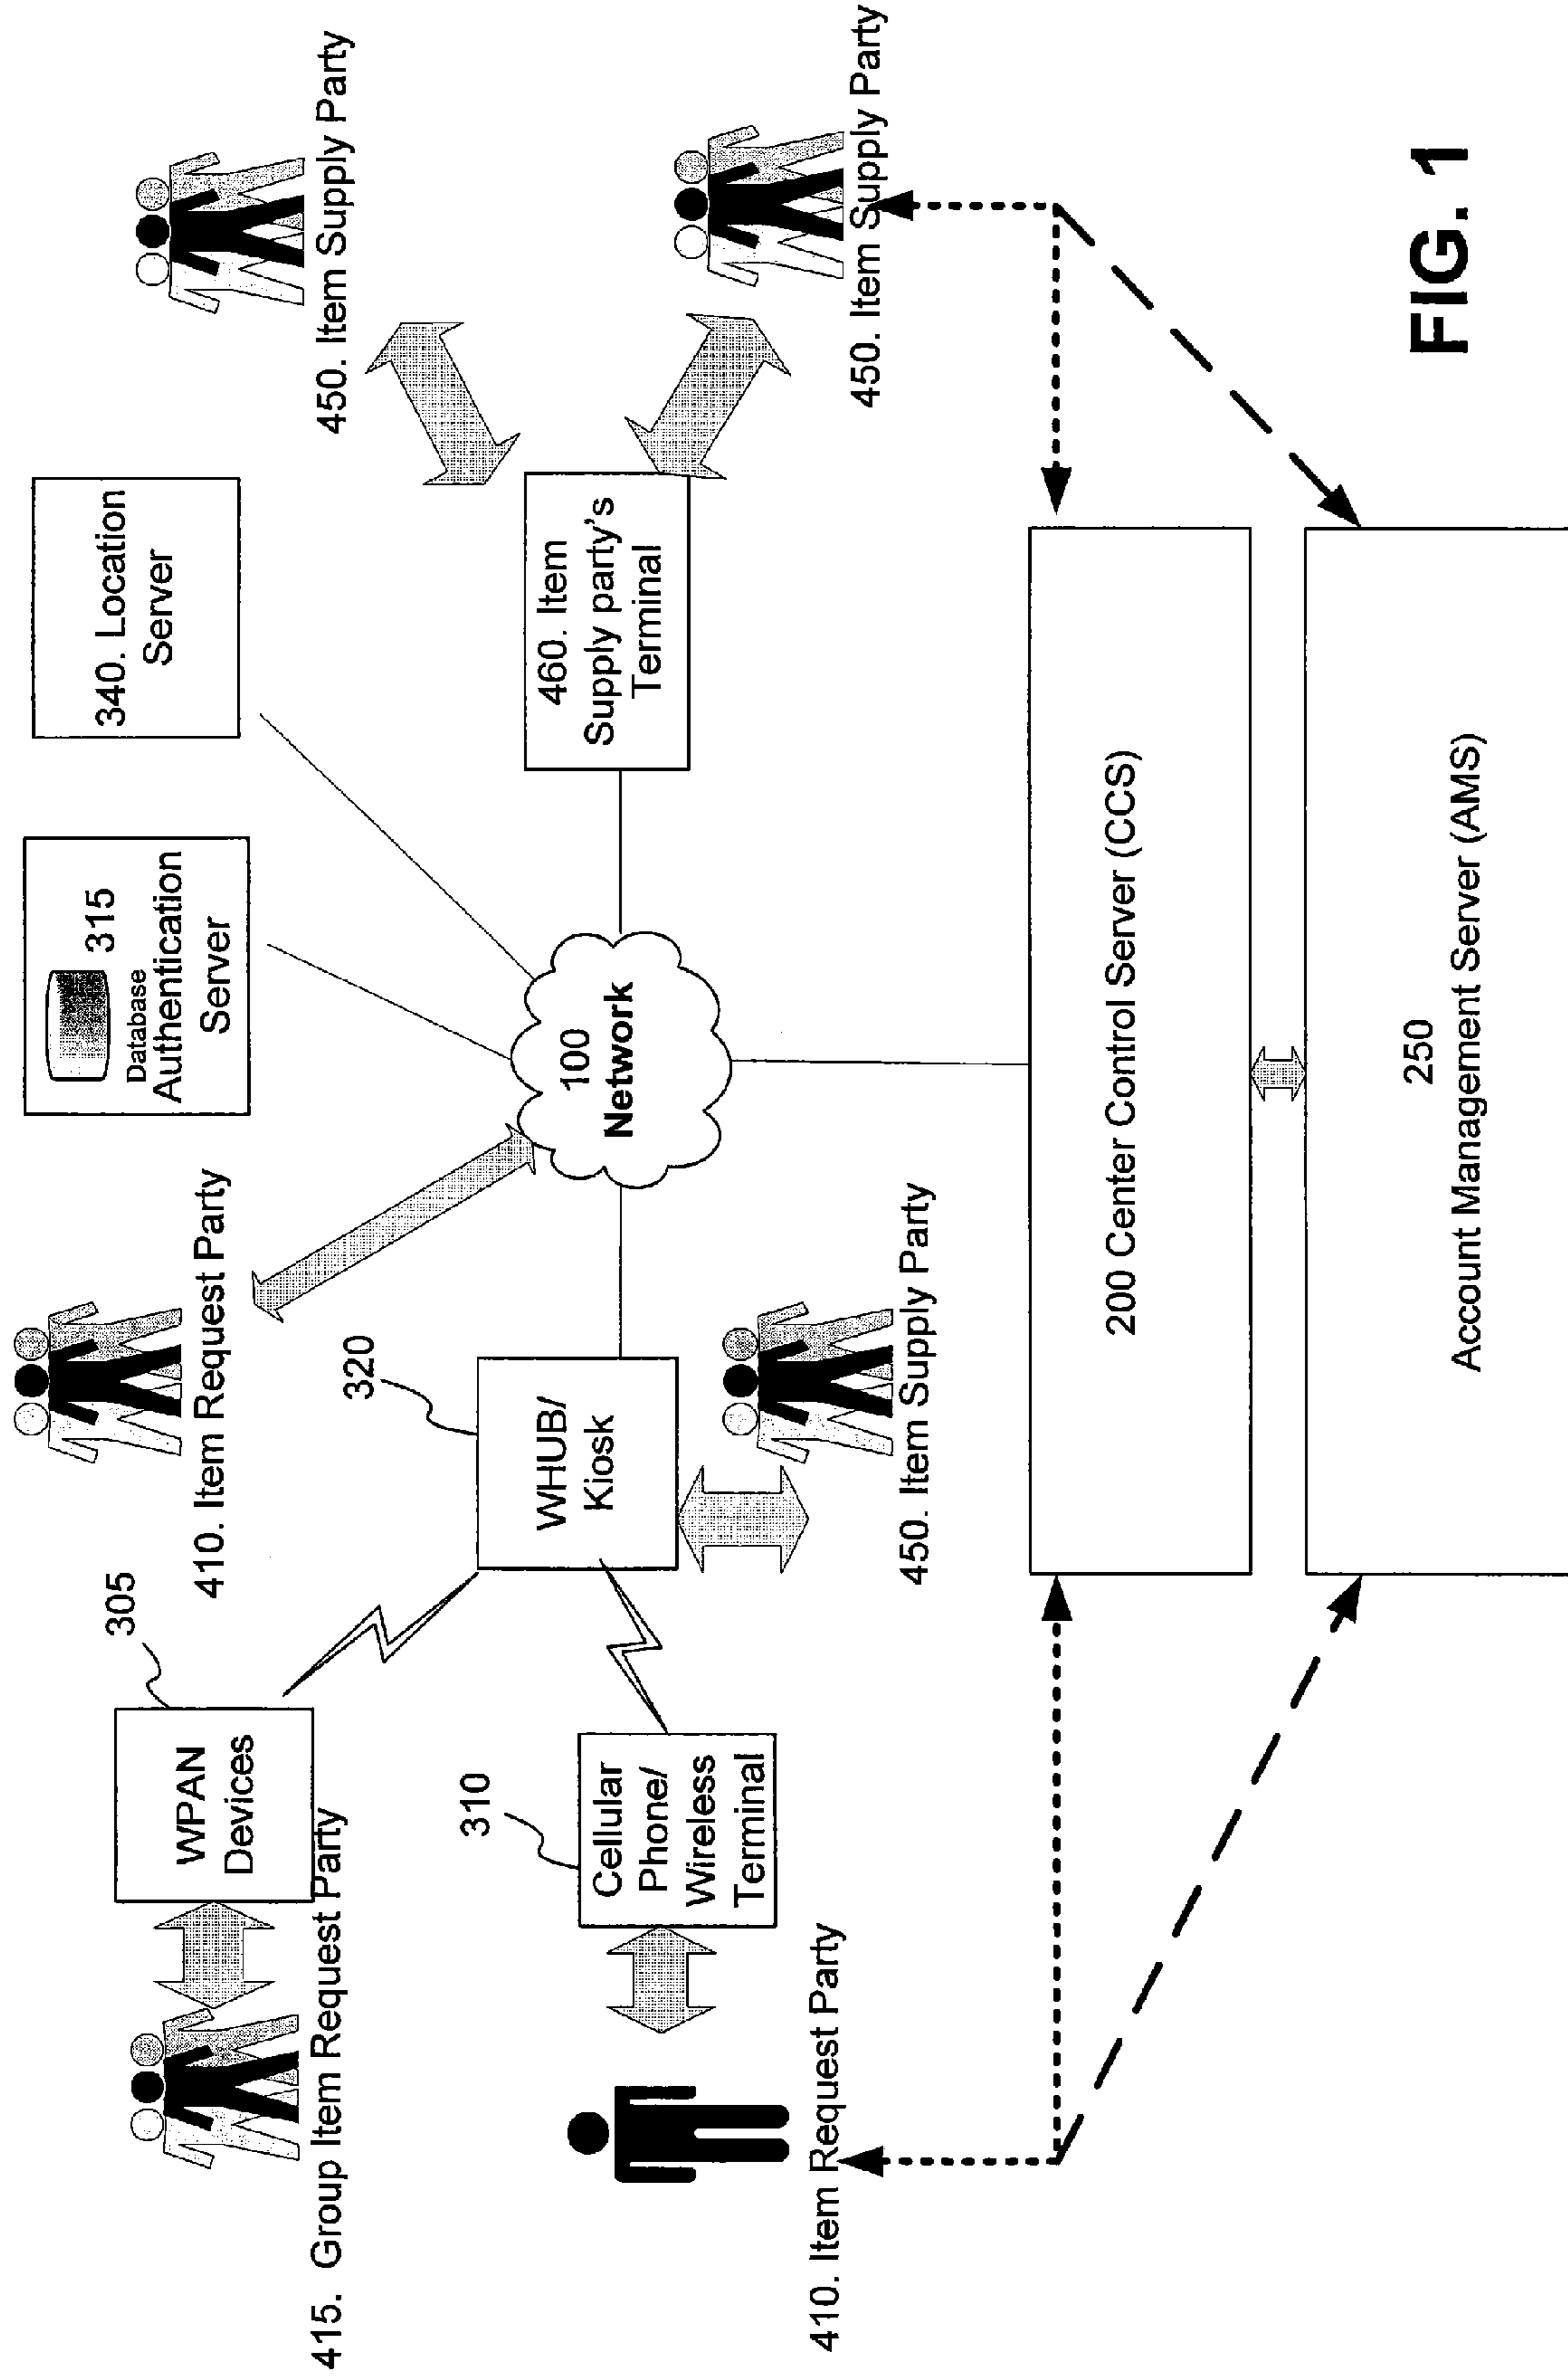 415. Group Item Request Party
WPAN
Devices
305
410. Item Request Party
315
Database
Authentication
Server
340. Location
Server
450. Item Supply Party
310
Cellular
Phone/
Wireless
Terminal
410. Item Request Party
320
WHUB/
Kiosk
450. Item Supply Party
100
Network
460. Item
Supply party's
Terminal
450. Item Supply Party
200 Center Control Server (CCS)
250
Account Management Server (AMS)
FIG. 1